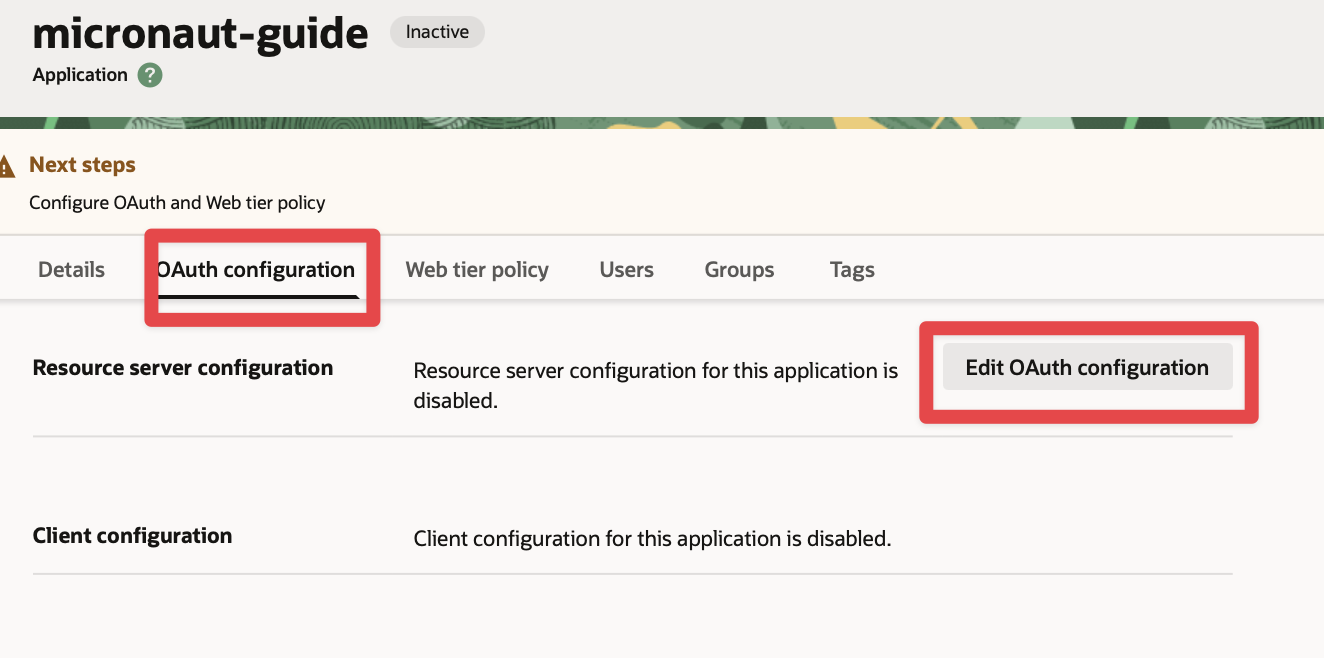 micronaut-guide Inactive
Application ?
Next steps
Configure OAuth and Web tier policy
Details OAuth configuration Web tier policy Users Groups Tags
Resource server configuration
Resource server configuration for this application is
disabled.
Edit OAuth configuration
Client configuration
Client configuration for this application is disabled.